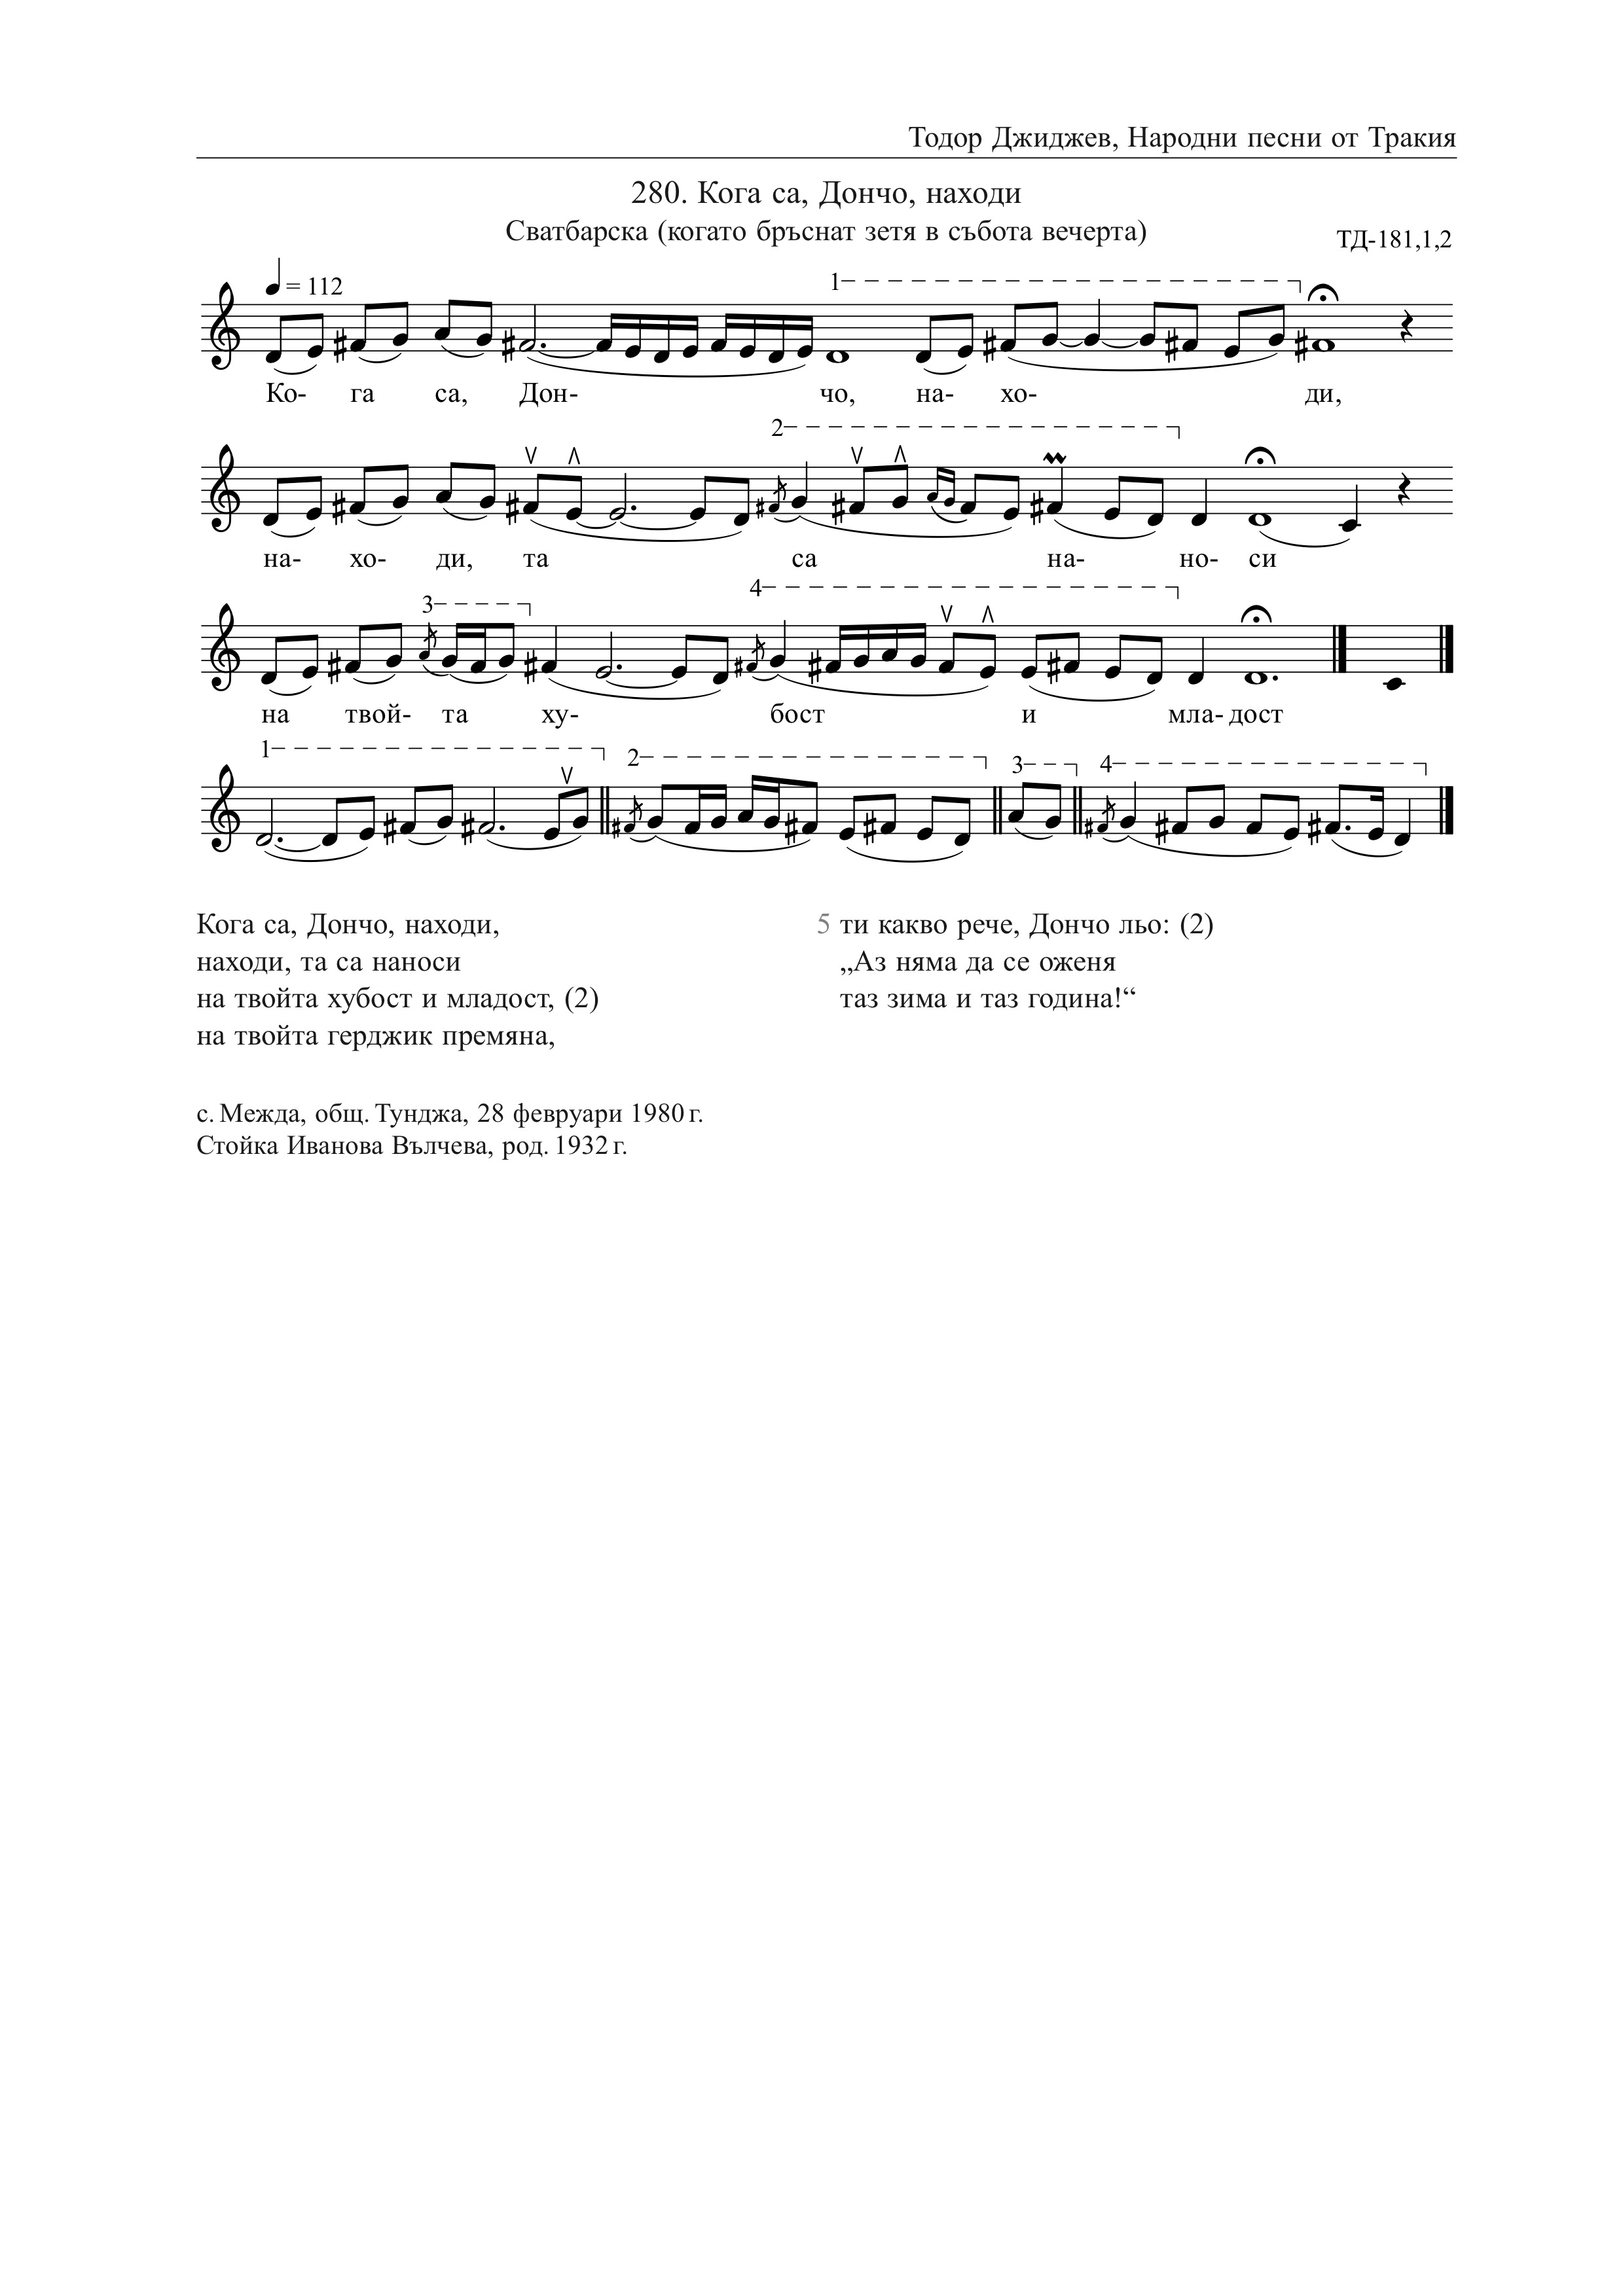 Тодор Джиджев, Народни песни от Тракия
280. Кога са, Дончо, находи
Сватбарска (когато бръснат зетя в събота вечерта)
ТД-181,1,2
= 112
1
Ко- га са, Дон- чо, на- хо- ди,
2
на- хо- ди, та са на- но- си
3 4
на твой- та ху- бост и мла- дост
1 2 3 4
Кога са, Дончо, находи,
находи, та са наноси
на твойта хубост и младост, (2)
на твойта герджик премяна,
5 ти какво рече, Дончо льо: (2)
„Аз няма да се оженя
таз зима и таз година!“
с. Межда, общ. Тунджа, 28 февруари 1980 г.
Стойка Иванова Вълчева, род. 1932 г.